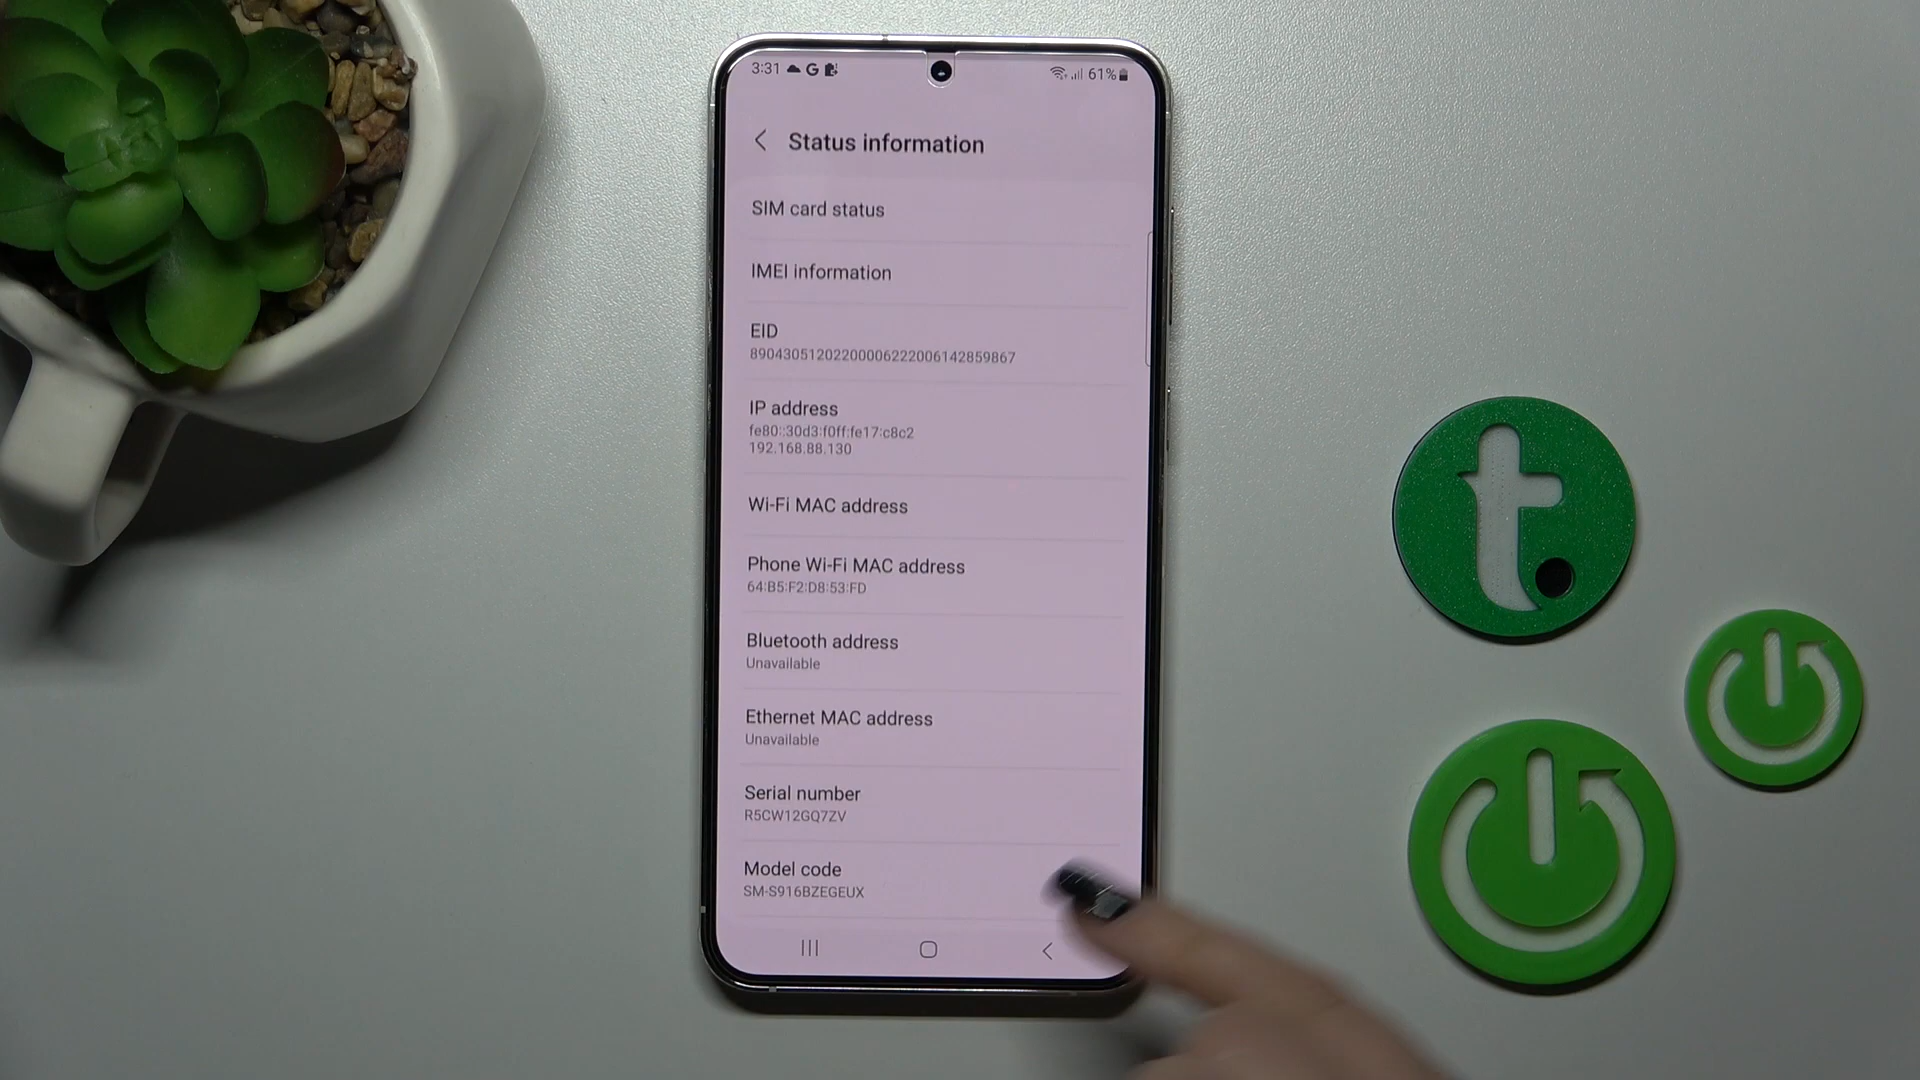 3:31 G 61%
Status information
SIM card status
IMEI information
EID
89043051202200006222006142859867
IP address
fe80::30d3:f0ff:fe17:c8c2
192.168.88.130
Wi-Fi MAC address
Phone Wi-Fi MAC address
64:B5:F2:D8:53:FD
Bluetooth address
Unavailable
Ethernet MAC address
Unavailable
Serial number
R5CW12GQ7ZV
Model code
SM-S916BZEGEUX
t.